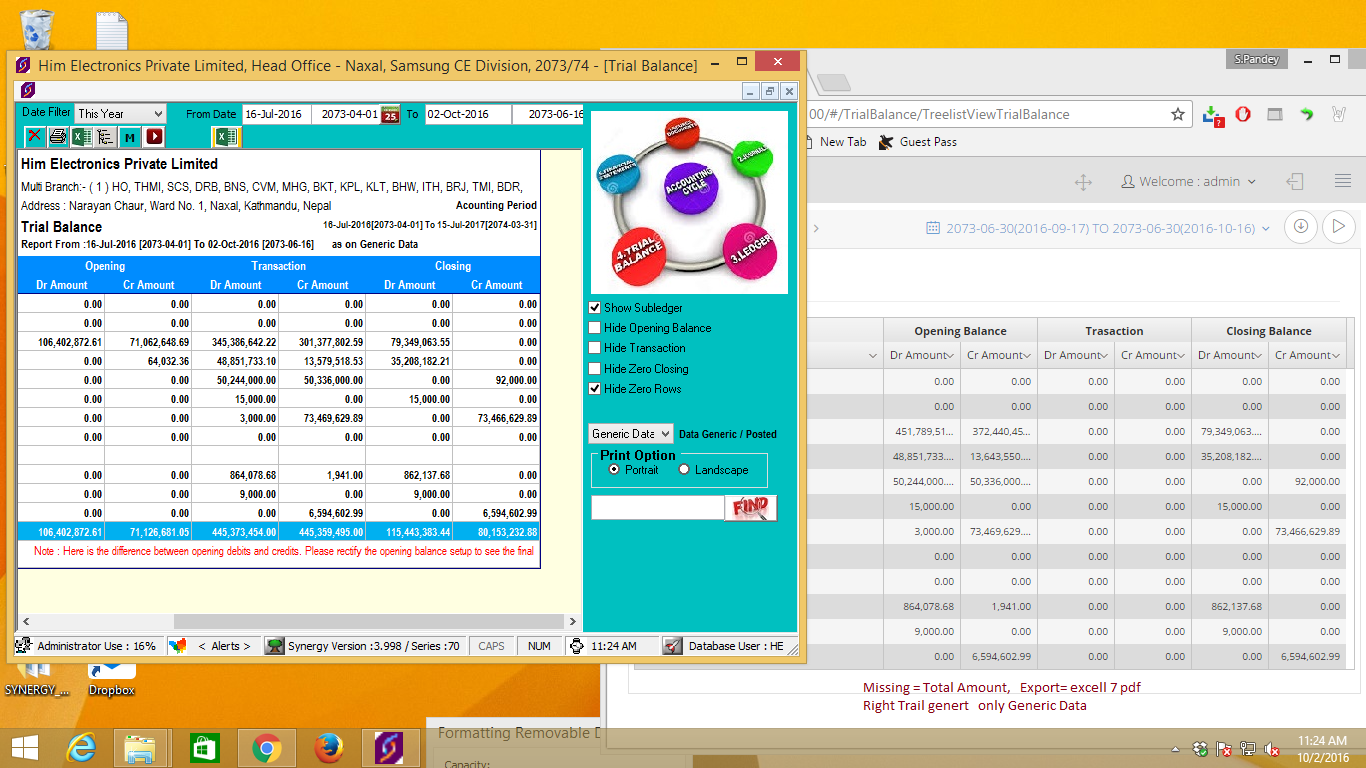 Him Electronics Private Limited, Head Office - Naxal, Samsung CE Division, 2073/74 - [Trial Balance]
Date Filter This Year From Date 16-Jul-2016 2073-04-01 25 To 02-Oct-2016 2073-06-16
M
Him Electronics Private Limited
Multi Branch:- ( 1 ) HO, THMI, SCS, DRB, BNS, CVM, MHG, BKT, KPL, KLT, BHW, ITH, BRJ, TMI, BDR,
Address : Narayan Chaur, Ward No. 1, Naxal, Kathmandu, Nepal Acounting Period
Trial Balance 16-Jul-2016[2073-04-01] To 15-Jul-2017[2074-03-31]
Report From :16-Jul-2016 [2073-04-01] To 02-Oct-2016 [2073-06-16] as on Generic Data
Opening Transaction Closing
Dr Amount Cr Amount Dr Amount Cr Amount Dr Amount Cr Amount
0.00 0.00 0.00 0.00 0.00 0.00
0.00 0.00 0.00 0.00 0.00 0.00
106,402,872.61 71,062,648.69 345,386,642.22 301,377,802.59 79,349,063.55 0.00
0.00 64,032.36 48,851,733.10 13,579,518.53 35,208,182.21 0.00
0.00 0.00 50,244,000.00 50,336,000.00 0.00 92,000.00
0.00 0.00 15,000.00 0.00 15,000.00 0.00
0.00 0.00 3,000.00 73,469,629.89 0.00 73,466,629.89
0.00 0.00 0.00 0.00 0.00 0.00
0.00 0.00 864,078.68 1,941.00 862,137.68 0.00
0.00 0.00 9,000.00 0.00 9,000.00 0.00
0.00 0.00 0.00 6,594,602.99 0.00 6,594,602.99
106,402,872.61 71,126,681.05 445,373,454.00 445,359,495.00 115,443,383.44 80,153,232.88
Note : Here is the difference between opening debits and credits. Please rectify the opening balance setup to see the final
ACCOUNTING CYCLE
3.LEDGER
4.TRIAL BALANCE
Show Subledger
Hide Opening Balance
Hide Transaction
Hide Zero Closing
Hide Zero Rows
Generic Data Data Generic / Posted
Print Option
Portrait Landscape
FIND
Administrator Use : 16% < Alerts > Synergy Version :3.998 / Series :70 CAPS NUM 11:24 AM Database User : HE
S.Pandey
00/#/TrialBalance/TreelistViewTrialBalance
New Tab Guest Pass
Welcome : admin
2073-06-30(2016-09-17) TO 2073-06-30(2016-10-16)
Opening Balance Trasaction Closing Balance
Dr Amount Cr Amount Dr Amount Cr Amount Dr Amount Cr Amount
0.00 0.00 0.00 0.00 0.00 0.00
0.00 0.00 0.00 0.00 0.00 0.00
451,789,51... 372,440,45... 0.00 0.00 79,349,063.... 0.00
48,851,733.... 13,643,550.... 0.00 0.00 35,208,182.... 0.00
50,244,000.... 50,336,000.... 0.00 0.00 0.00 92,000.00
15,000.00 0.00 0.00 0.00 15,000.00 0.00
3,000.00 73,469,629.... 0.00 0.00 0.00 73,466,629.89
0.00 0.00 0.00 0.00 0.00 0.00
0.00 0.00 0.00 0.00 0.00 0.00
864,078.68 1,941.00 0.00 0.00 862,137.68 0.00
9,000.00 0.00 0.00 0.00 9,000.00 0.00
0.00 6,594,602.99 0.00 0.00 0.00 6,594,602.99
Missing = Total Amount, Export= excell 7 pdf
Right Trail genert only Generic Data
SYNERGY_... Dropbox
Formatting Removable D
Capacity:
11:24 AM
10/2/2016